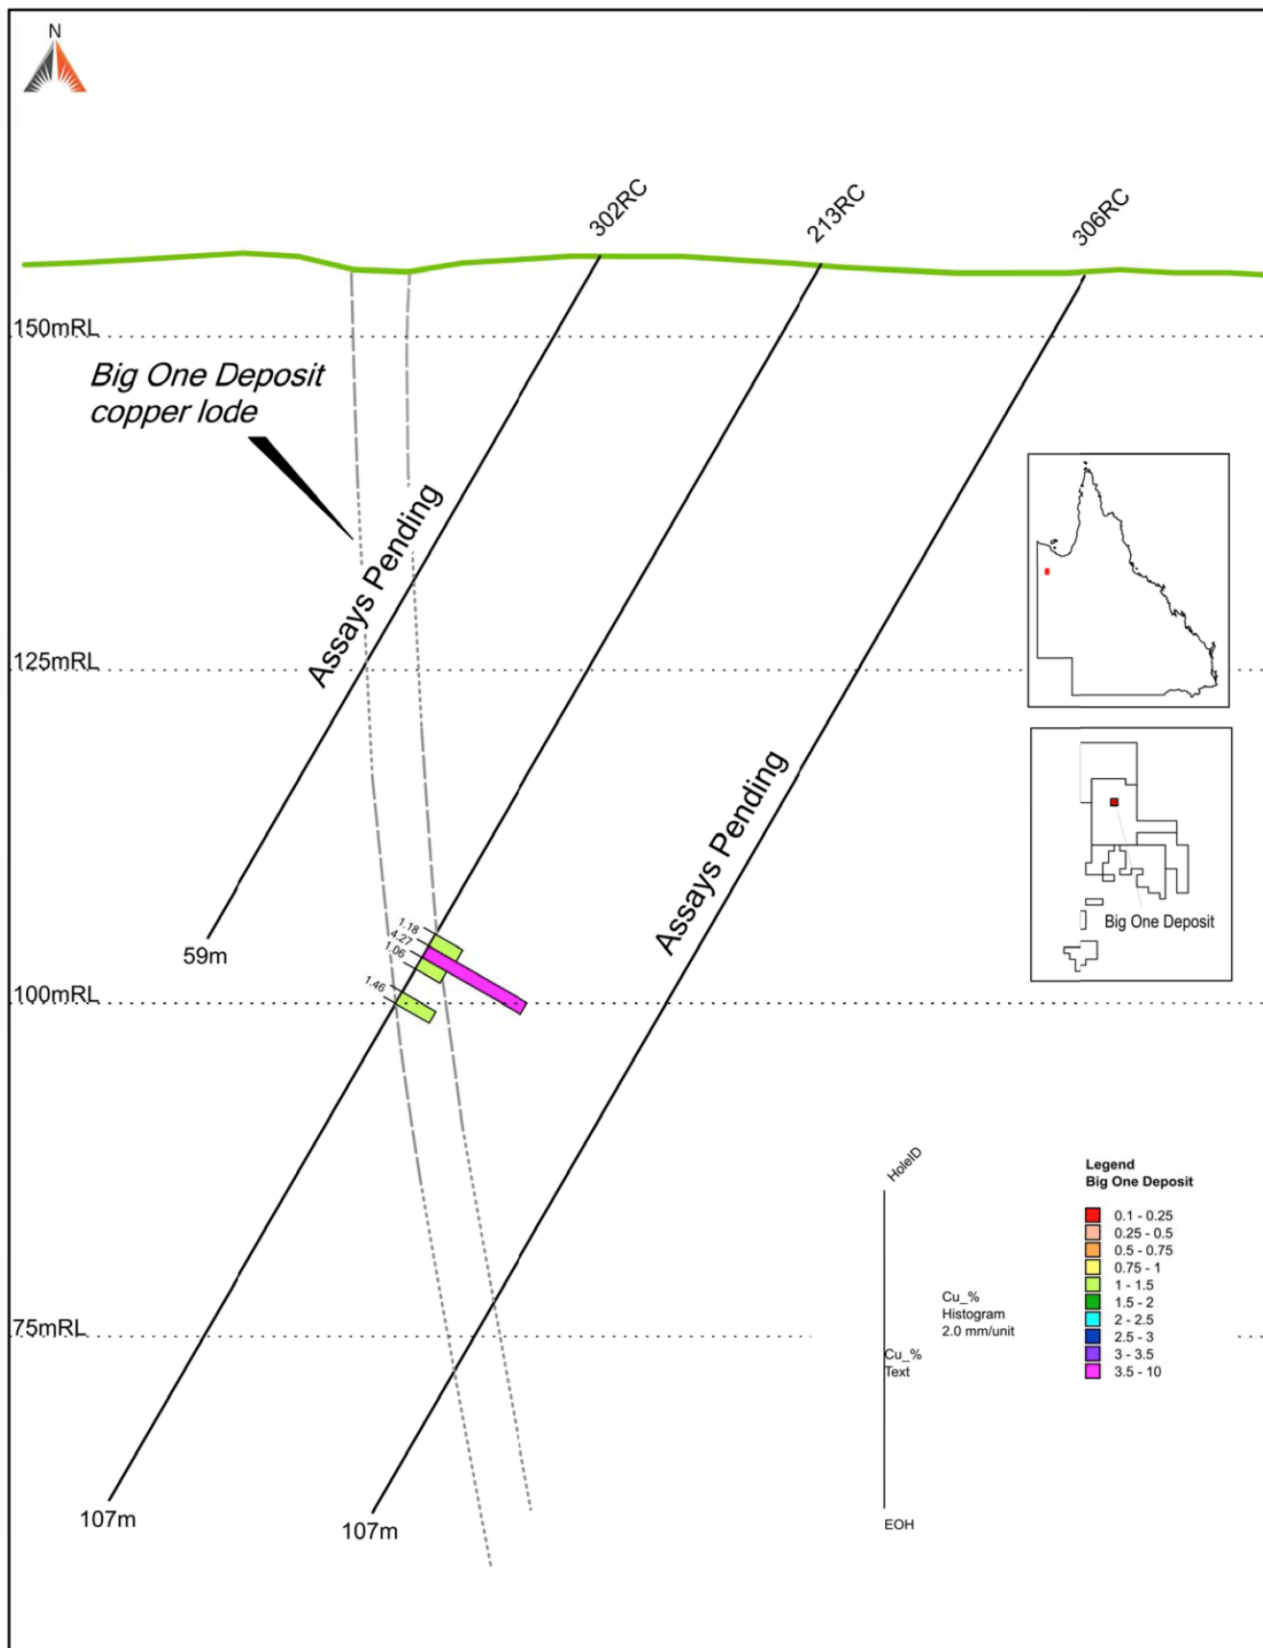 N
302RC
213RC
306RC
150mRL
Big One Deposit
copper lode
Assays Pending
125mRL
Assays Pending
Big One Deposit
1.18
4.27
1.06
59m
1.46
100mRL
HoleID
Legend
Big One Deposit
0.1 - 0.25
0.25 - 0.5
0.5 - 0.75
0.75 - 1
1 - 1.5
1.5 - 2
2 - 2.5
2.5 - 3
3 - 3.5
3.5 - 10
Cu_%
Histogram
2.0 mm/unit
75mRL
Cu_%
Text
107m
107m
EOH